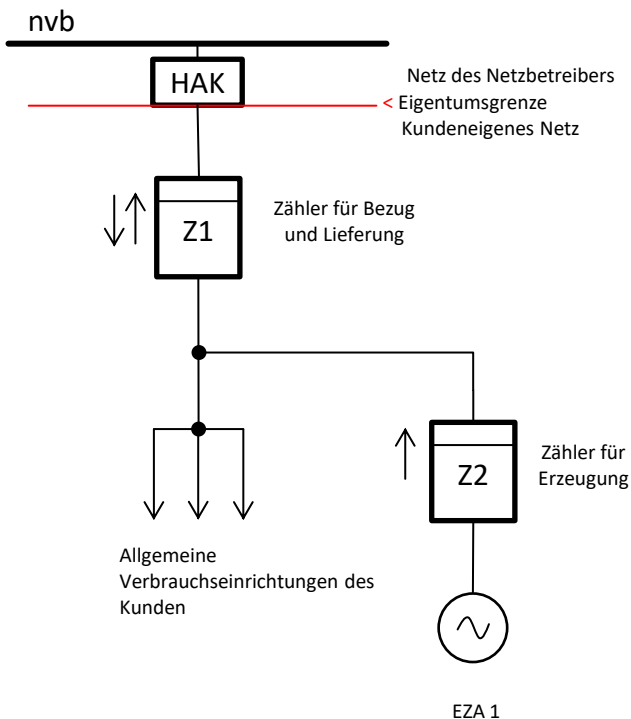 nvb
HAK
Netz des Netzbetreibers
< Eigentumsgrenze
Kundeneigenes Netz
Z1
Zähler für Bezug
und Lieferung
Z2
Zähler für
Erzeugung
Allgemeine
Verbrauchseinrichtungen des
Kunden
EZA 1